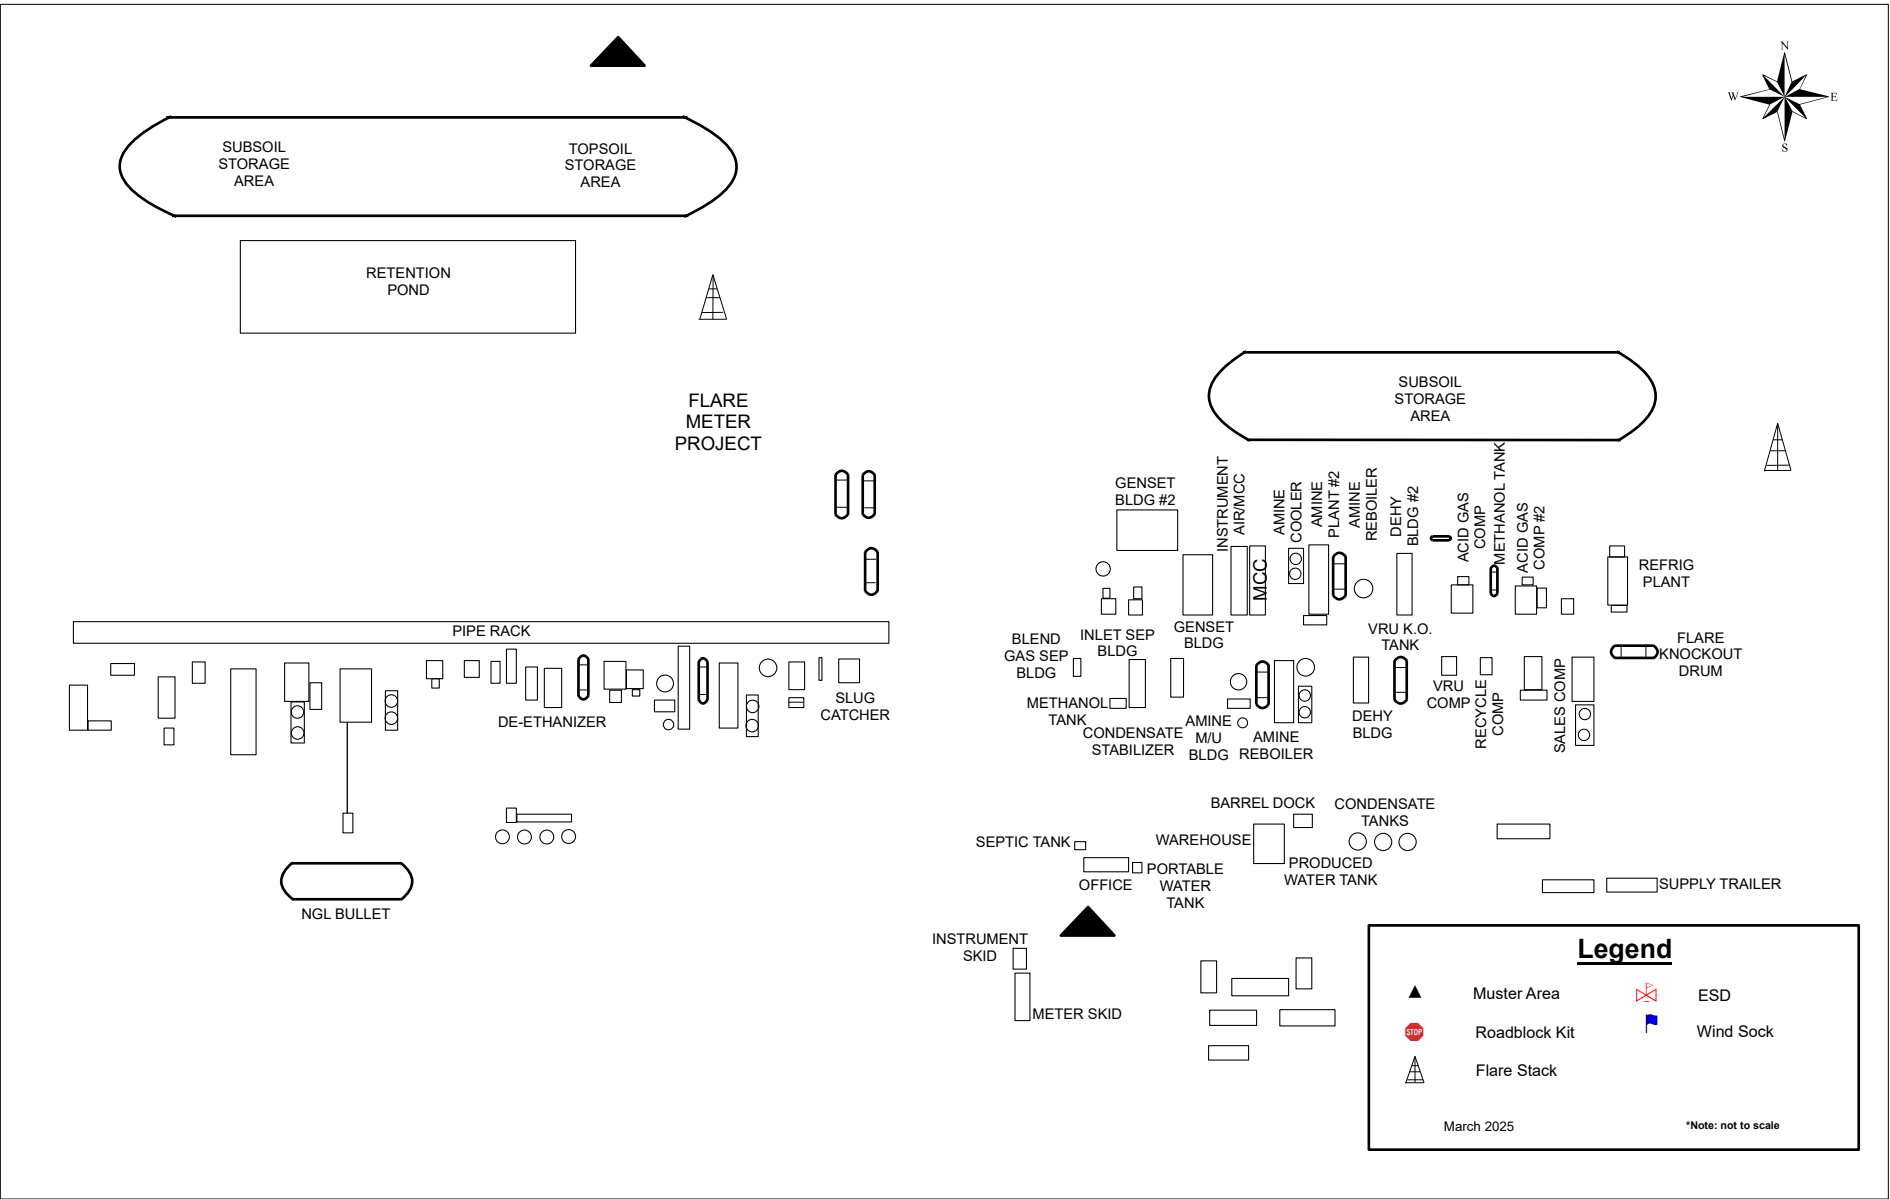 N
W
E
S
SUBSOIL
STORAGE
AREA
TOPSOIL
STORAGE
AREA
RETENTION
POND
FLARE
METER
PROJECT
SUBSOIL
STORAGE
AREA
GENSET
BLDG #2
INSTRUMENT
AIR/MCC
MCC
AMINE
COOLER
AMINE
PLANT #2
AMINE
REBOILER
DEHY
BLDG #2
ACID GAS
COMP
METHANOL TANK
ACID GAS
COMP #2
REFRIG
PLANT
PIPE RACK
BLEND
GAS SEP
BLDG
INLET SEP
BLDG
GENSET
BLDG
VRU K.O.
TANK
FLARE
KNOCKOUT
DRUM
DE-ETHANIZER
SLUG
CATCHER
METHANOL
TANK
CONDENSATE
STABILIZER
AMINE
M/U
BLDG
AMINE
REBOILER
DEHY
BLDG
VRU
COMP
RECYCLE
COMP
SALES COMP
BARREL DOCK
CONDENSATE
TANKS
SEPTIC TANK
WAREHOUSE
OFFICE
PORTABLE
WATER
TANK
PRODUCED
WATER TANK
SUPPLY TRAILER
NGL BULLET
INSTRUMENT
SKID
METER SKID
Legend
Muster Area
ESD
STOP
Roadblock Kit
Wind Sock
Flare Stack
March 2025
*Note: not to scale